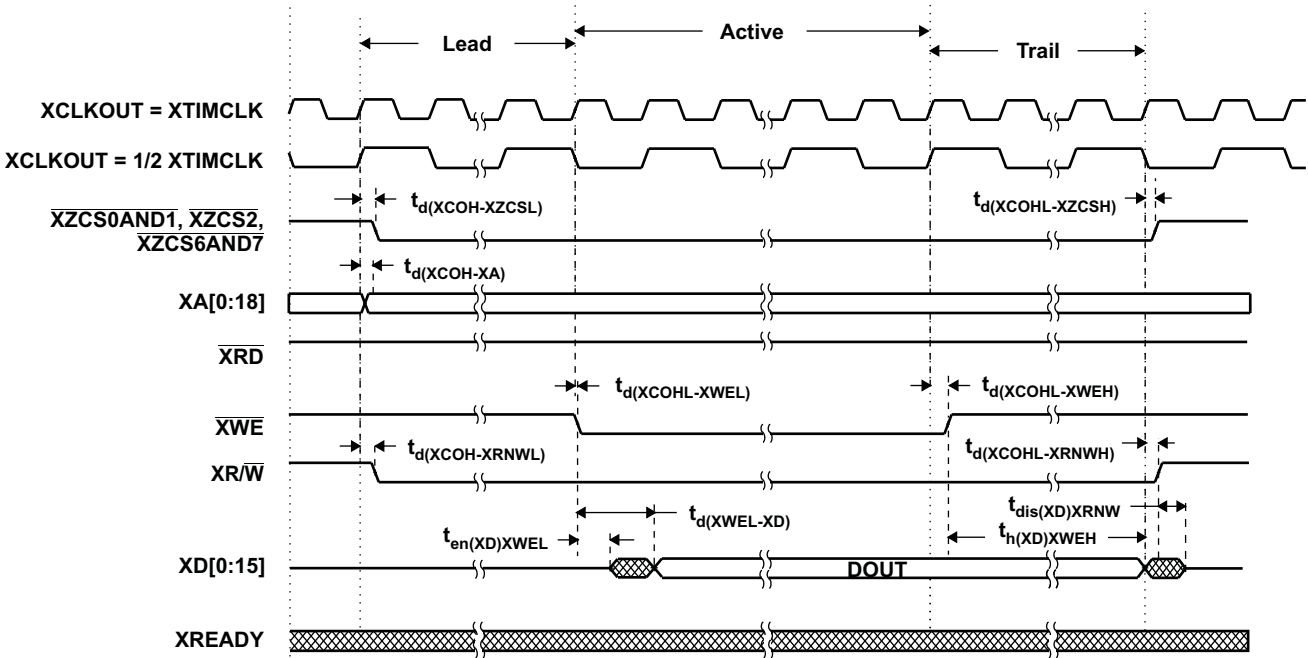 Lead
Active
Trail
XCLKOUT = XTIMCLK
XCLKOUT = 1/2 XTIMCLK
XZCS0AND1, XZCS2,
XZCS6AND7
td(XCOH-XZCSL)
td(XCOHL-XZCSH)
td(XCOH-XA)
XA[0:18]
XRD
td(XCOHL-XWEL)
td(XCOHL-XWEH)
XWE
td(XCOH-XRNWL)
td(XCOHL-XRNWH)
XR/W
td(XWEL-XD)
tdis(XD)XRNW
ten(XD)XWEL
th(XD)XWEH
XD[0:15]
DOUT
XREADY